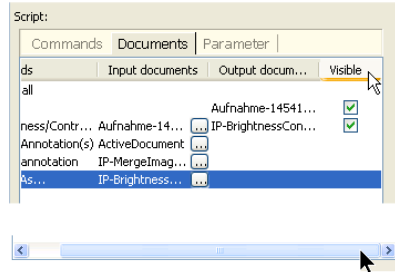 Script:
Commands Documents Parameter
ds Input documents Output docum... Visible
all
Aufnahme-14541...
ness/Contr... Aufnahme-14... ... IP-BrightnessCon...
Annotation(s) ActiveDocument ...
annotation IP-MergeImag... ...
As... IP-Brightness... ...